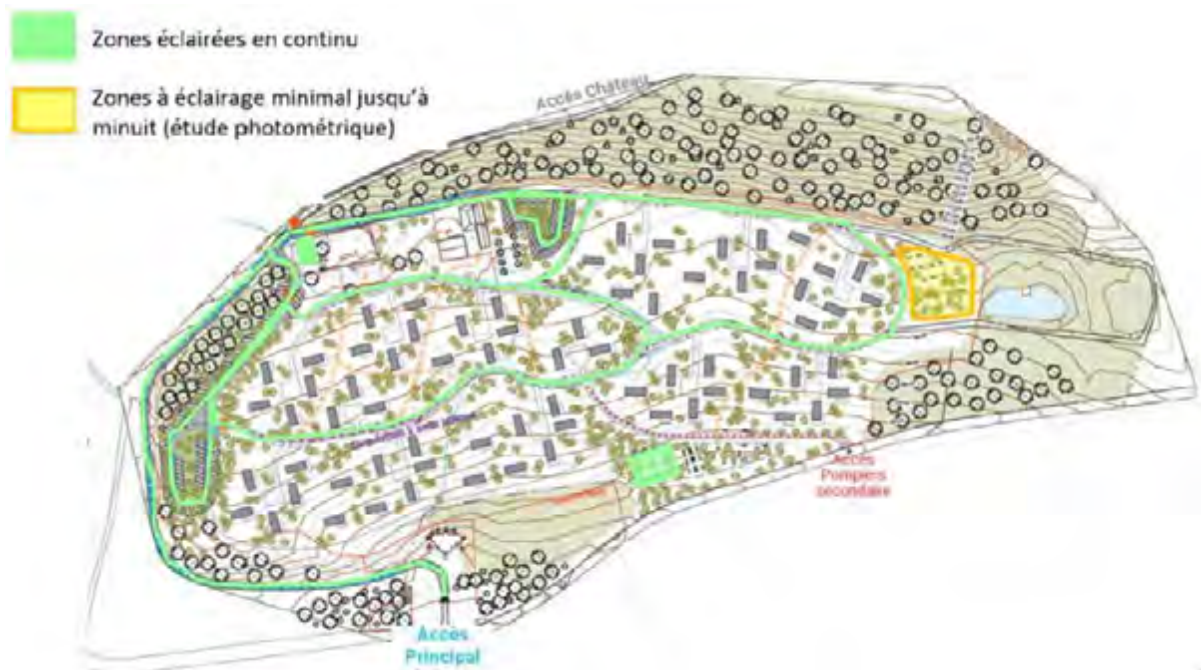 Zones éclairées en continu
Zones à éclairage minimal jusqu'à
minuit (étude photométrique)
Accès Château
Accès
Pompiers
secondaire
Accès
Principal